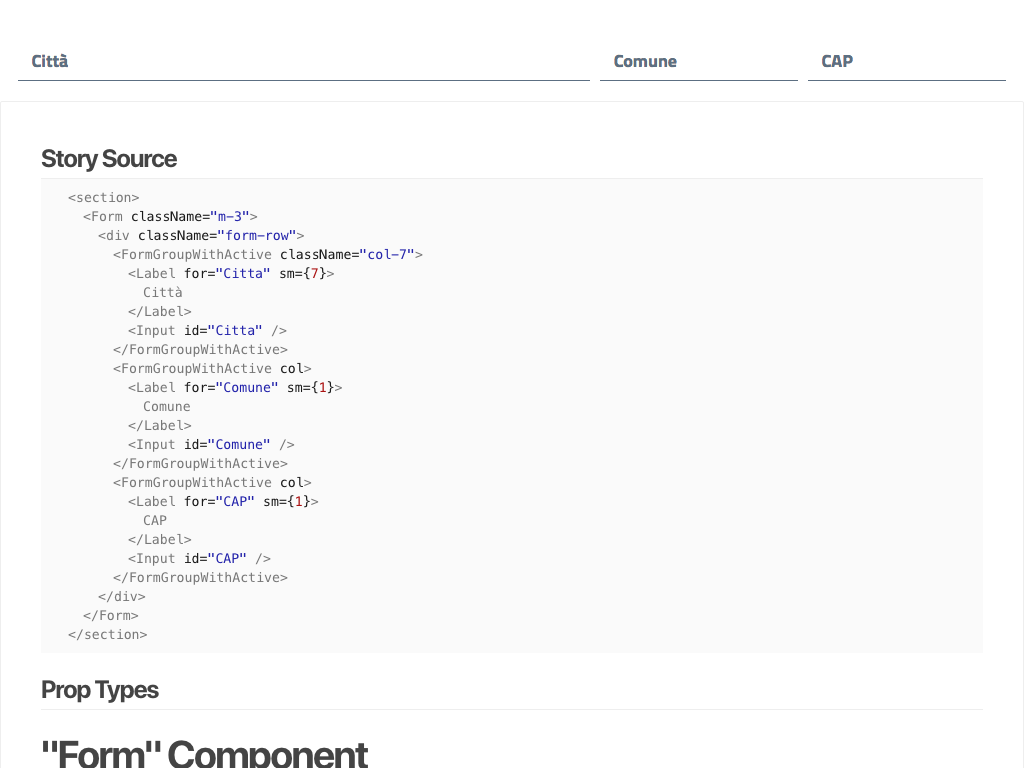 Città Comune CAP
Story Source
<section>
<Form className="m-3">
<div className="form-row">
<FormGroupWithActive className="col-7">
<Label for="Citta" sm={7}>
Città
</Label>
<Input id="Citta" />
</FormGroupWithActive>
<FormGroupWithActive col>
<Label for="Comune" sm={1}>
Comune
</Label>
<Input id="Comune" />
</FormGroupWithActive>
<FormGroupWithActive col>
<Label for="CAP" sm={1}>
CAP
</Label>
<Input id="CAP" />
</FormGroupWithActive>
</div>
</Form>
</section>
Prop Types
"Form" Component